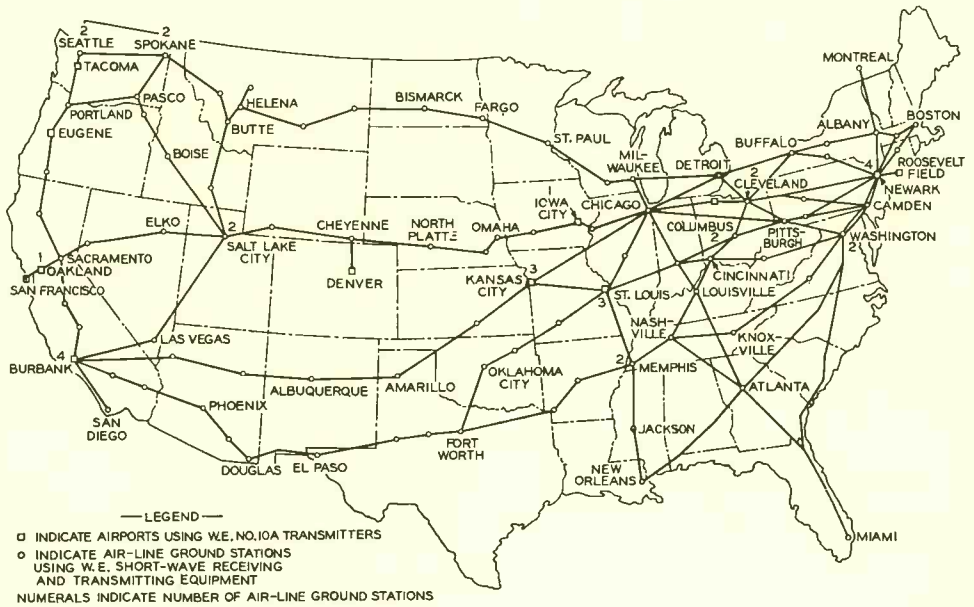 2
SEATTLE
2
SPOKANE
TACOMA
PASCO
PORTLAND
EUGENE
BOISE
HELENA
BUTTE
BISMARCK
FARGO
ST. PAUL
MIL-
WAUKEE
DETROIT
BUFFALO
MONTREAL
ALBANY
BOSTON
4
ROOSEVELT
FIELD
NEWARK
CAMDEN
2
CLEVELAND
IOWA
CITY
CHICAGO
COLUMBUS
2
PITTS-
BURGH
WASHINGTON
2
ELKO
2
SALT LAKE
CITY
CHEYENNE
NORTH
PLATTE
OMAHA
DENVER
SACRAMENTO
1
OAKLAND
SAN FRANCISCO
KANSAS
CITY
3
3
ST. LOUIS
CINCINNATI
LOUISVILLE
NASH-
VILLE
KNOX-
VILLE
LAS VEGAS
4
BURBANK
ALBUQUERQUE
AMARILLO
OKLAHOMA
CITY
2
MEMPHIS
ATLANTA
SAN
DIEGO
PHOENIX
DOUGLAS
EL PASO
FORT
WORTH
JACKSON
NEW
ORLEANS
MIAMI
LEGEND
INDICATE AIRPORTS USING W.E. NO. 10A TRANSMITTERS
INDICATE AIR-LINE GROUND STATIONS
USING W.E. SHORT-WAVE RECEIVING
AND TRANSMITTING EQUIPMENT
NUMERALS INDICATE NUMBER OF AIR-LINE GROUND STATIONS